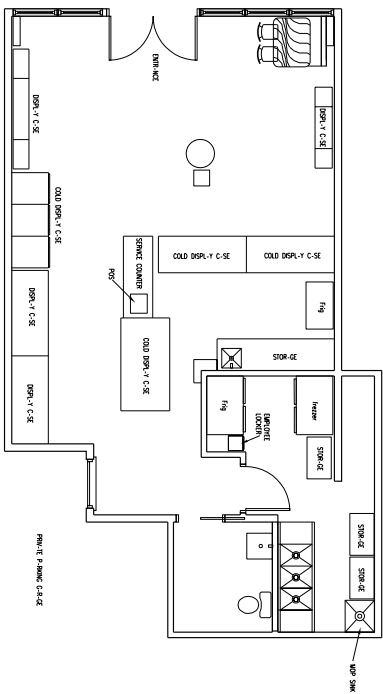 ENTR-NCE
DISPL-Y C-SE
DISPL-Y C-SE
COLD DISPL-Y C-SE
SERVICE COUNTER
COLD DISPL-Y C-SE
COLD DISPL-Y C-SE
POS
DISPL-Y C-SE
Frig
COLD DISPL-Y C-SE
STOR-GE
DISPL-Y C-SE
Frig
EMPLOYEE
LOCKER
frezzer
STOR-GE
STOR-GE
STOR-GE
PRIV-TE P-RKING G-R-GE
MOP SINK